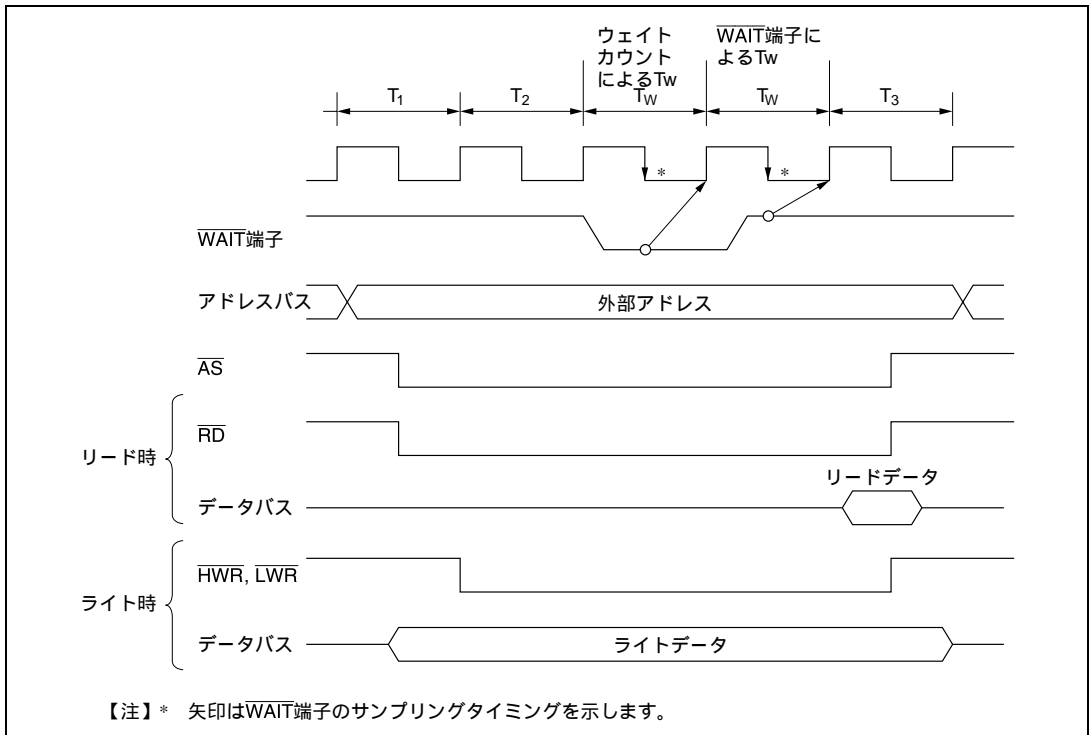 ウェイト
カウント
によるTw
WAIT端子に
よるTw
T1 T2 TW TW T3
* *
WAIT端子
アドレスバス 外部アドレス
AS
リード時
RD
リードデータ
データバス
HWR, LWR
ライト時
データバス ライトデータ
【注】* 矢印はWAIT端子のサンプリングタイミングを示します。